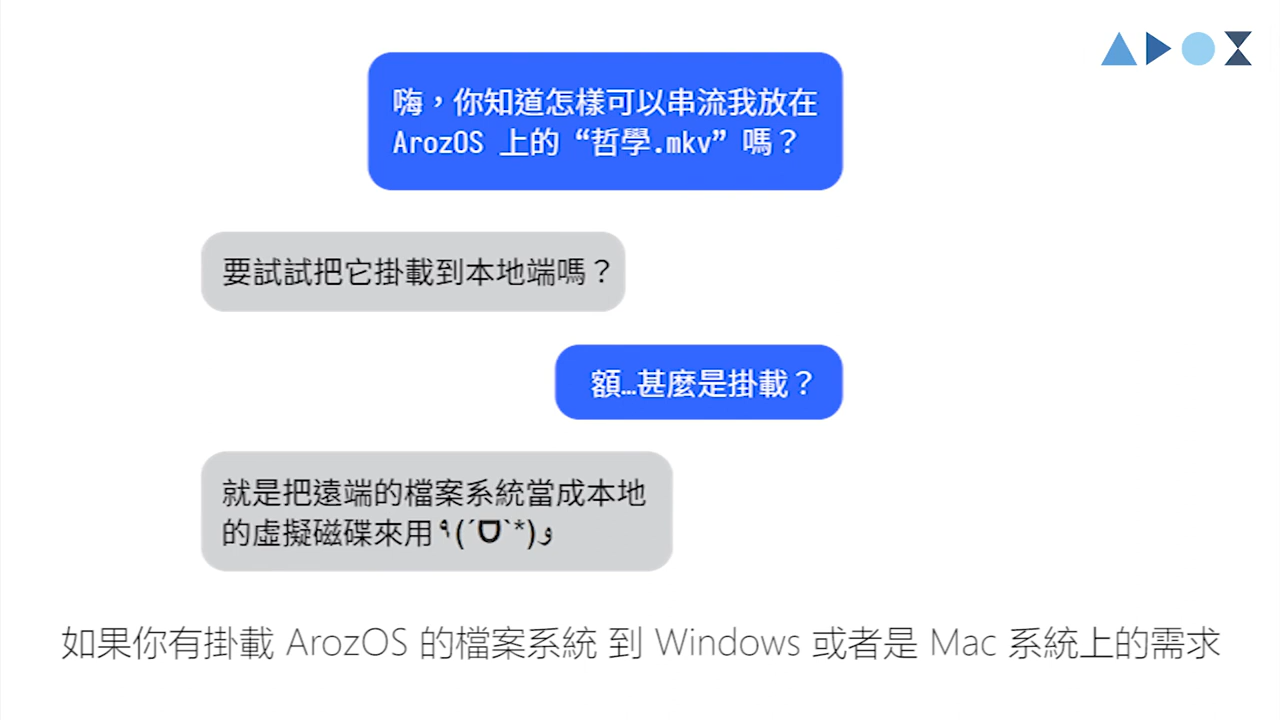 嗨，你知道怎樣可以串流我放在
ArozOS 上的“哲學.mkv”嗎？
要試試把它掛載到本地端嗎？
額…甚麼是掛載？
就是把遠端的檔案系統當成本地
的虛擬磁碟來用٩(´ᗜ`*)و
如果你有掛載 ArozOS 的檔案系統 到 Windows 或者是 Mac 系統上的需求